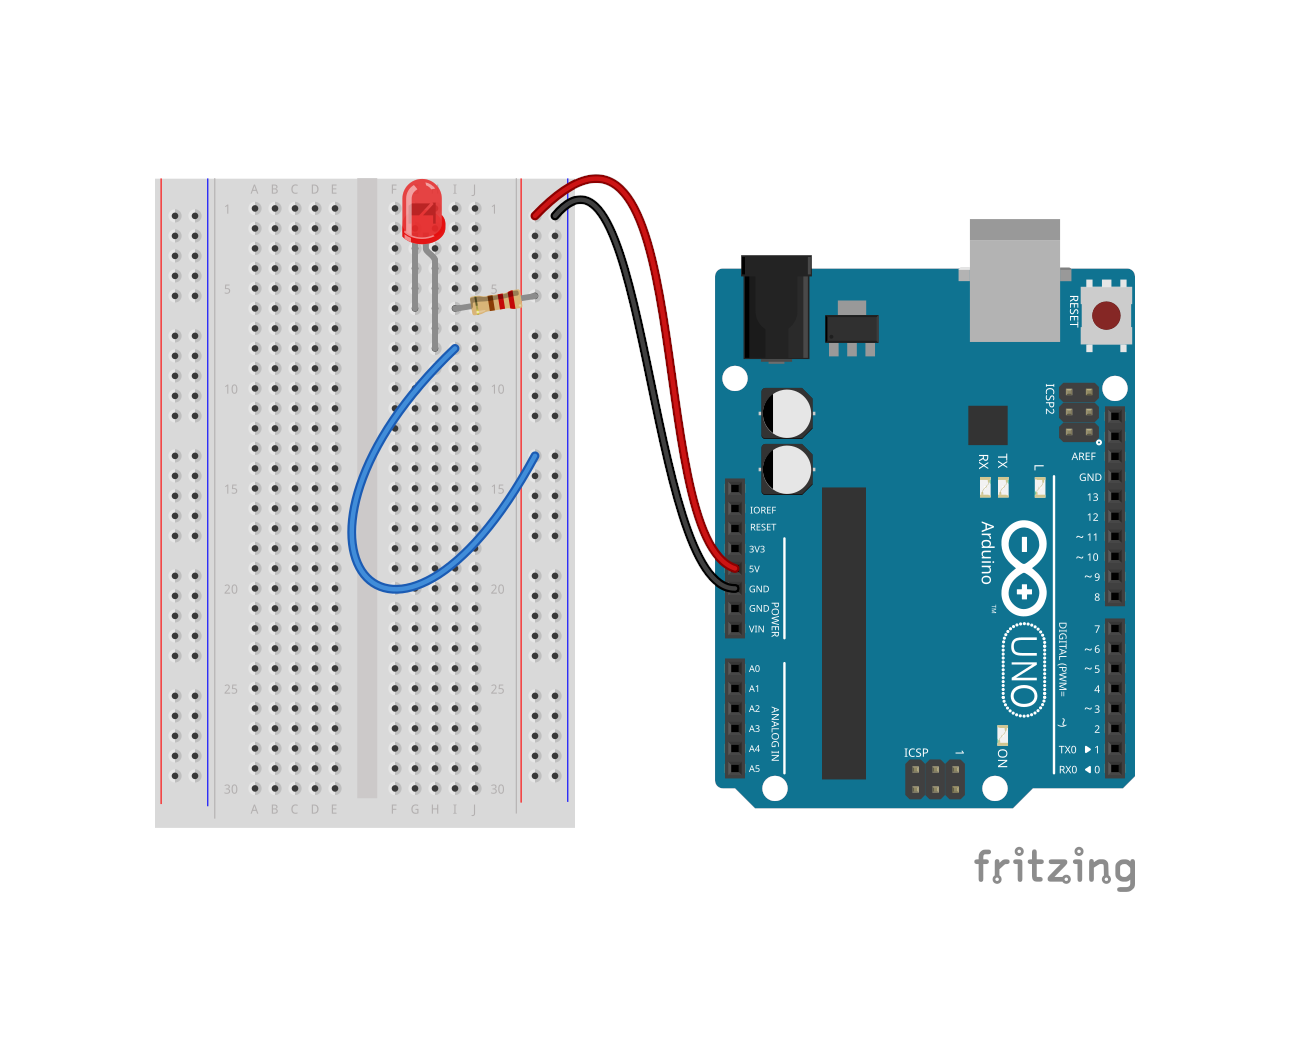 A B C D E F I J
1 1
5 5
10 10
15 15
20 20
25 25
30 30
A B C D E F G H I J
RESET
ICSP2
AREF
GND
13
12
~ 11
~ 10
~ 9
8
7
~ 6
~ 5
4
~ 3
2
TX0 1
RX0 0
RX
TX
L
IOREF
RESET
3V3
5V
GND
GND
VIN
POWER
A0
A1
A2
A3
A4
A5
ANALOG IN
Arduino
TM
UNO
DIGITAL (PWM= ~)
ON
ICSP
1
fritzing